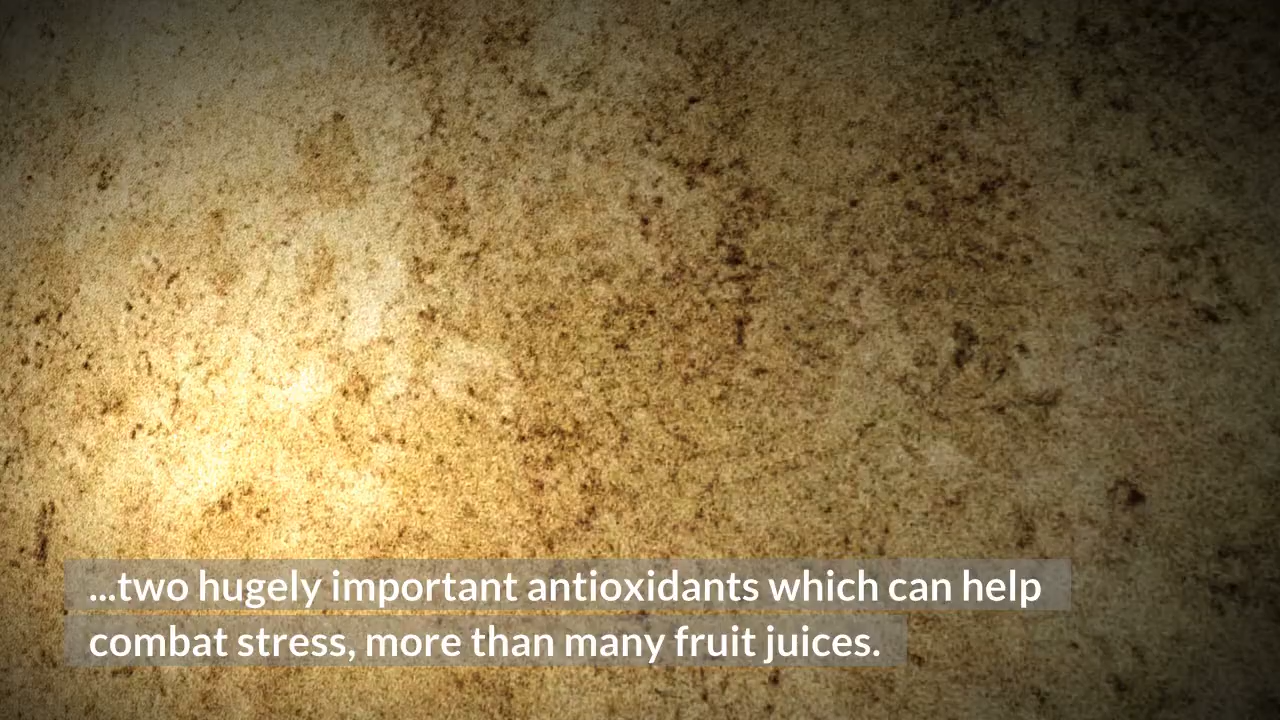 ...two hugely important antioxidants which can help
combat stress, more than many fruit juices.